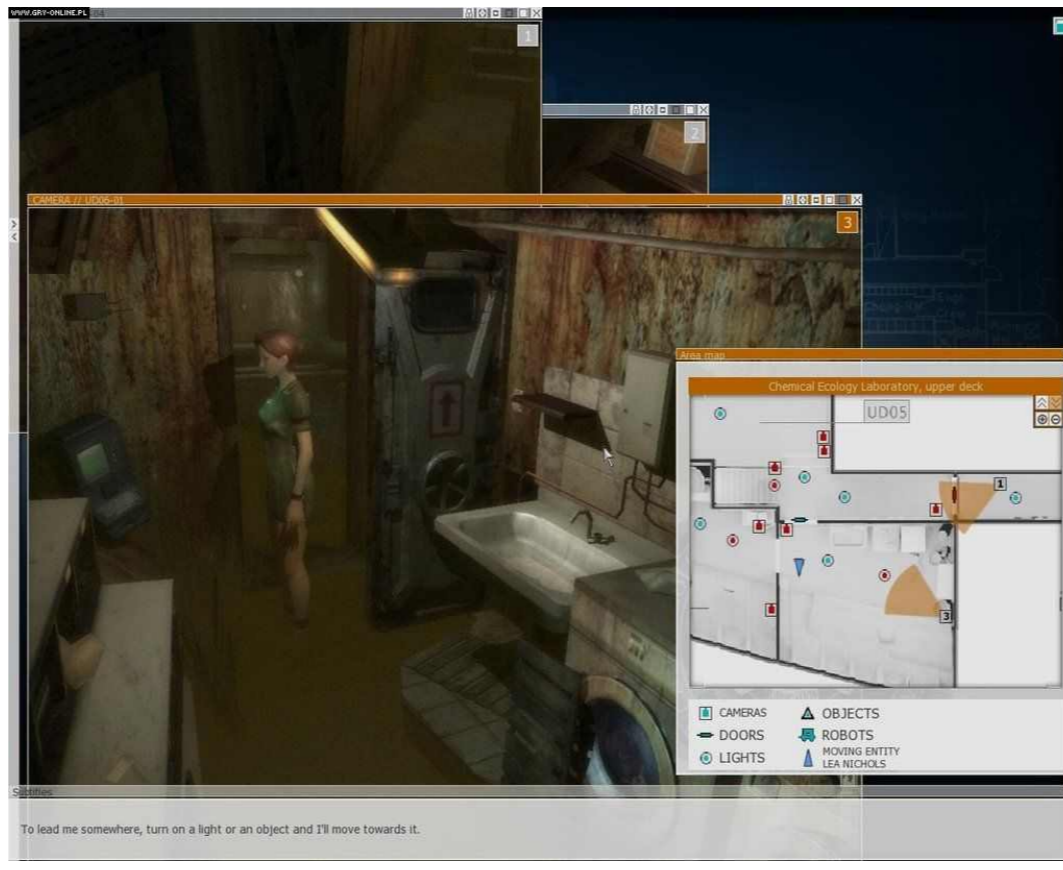 WWW.GRY-ONLINE.PL
-04
1
2
CAMERA // UD06-01
3
Area map
Chemical Ecology Laboratory, upper deck
UD05
1
3
CAMERAS
OBJECTS
DOORS
ROBOTS
LIGHTS
MOVING ENTITY
LEA NICHOLS
Subtitles
To lead me somewhere, turn on a light or an object and I'll move towards it.